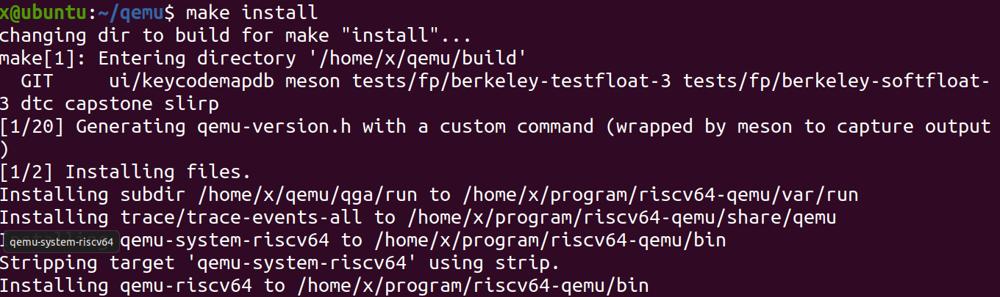 x@ubuntu:~/qemu$ make install
changing dir to build for make "install"...
make[1]: Entering directory '/home/x/qemu/build'
  GIT     ui/keycodemapdb meson tests/fp/berkeley-testfloat-3 tests/fp/berkeley-softfloat-
3 dtc capstone slirp
[1/20] Generating qemu-version.h with a custom command (wrapped by meson to capture output
)
[1/2] Installing files.
Installing subdir /home/x/qemu/qga/run to /home/x/program/riscv64-qemu/var/run
Installing trace/trace-events-all to /home/x/program/riscv64-qemu/share/qemu
qemu-system-riscv64 qemu-system-riscv64 to /home/x/program/riscv64-qemu/bin
Stripping target 'qemu-system-riscv64' using strip.
Installing qemu-riscv64 to /home/x/program/riscv64-qemu/bin